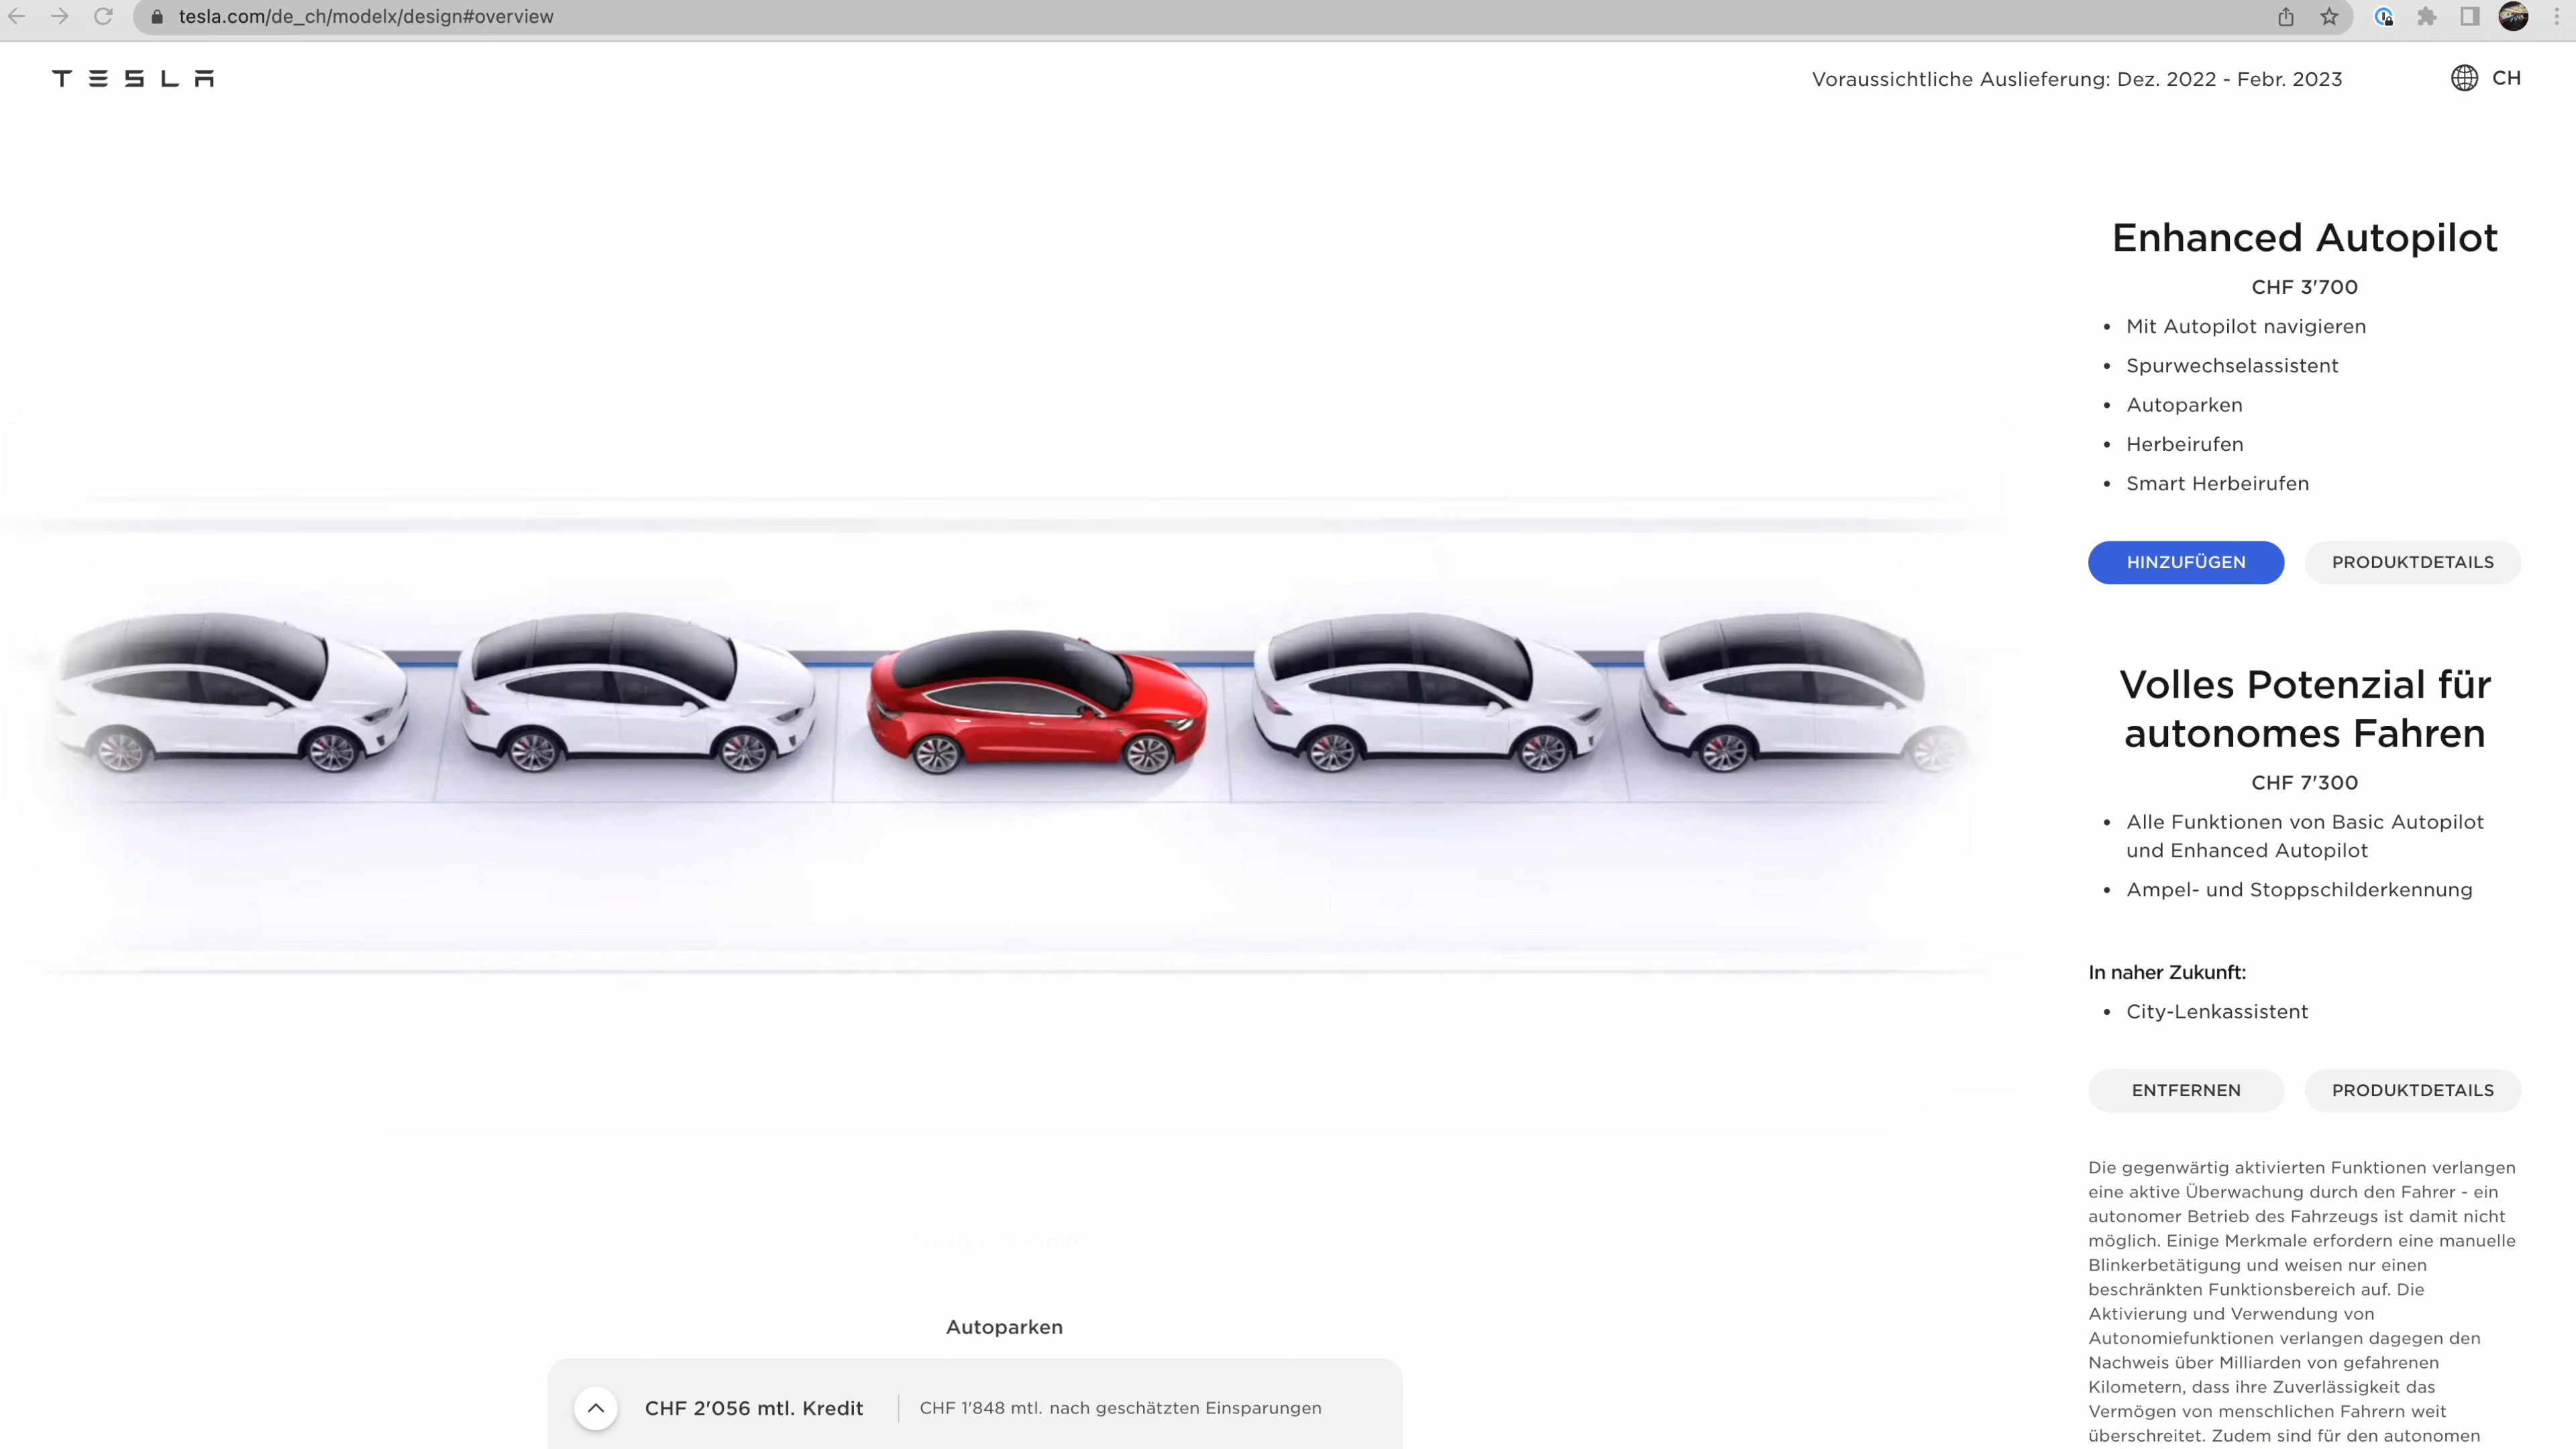 tesla.com/de_ch/modelx/design#overview
TESLA
Voraussichtliche Auslieferung: Dez. 2022 - Febr. 2023
CH
Enhanced Autopilot
CHF 3'700
• Mit Autopilot navigieren
• Spurwechselassistent
• Autoparken
• Herbeirufen
• Smart Herbeirufen
HINZUFÜGEN
PRODUKTDETAILS
Volles Potenzial für
autonomes Fahren
CHF 7'300
• Alle Funktionen von Basic Autopilot
und Enhanced Autopilot
• Ampel- und Stoppschilderkennung
In naher Zukunft:
• City-Lenkassistent
ENTFERNEN
PRODUKTDETAILS
Die gegenwärtig aktivierten Funktionen verlangen
eine aktive Überwachung durch den Fahrer - ein
autonomer Betrieb des Fahrzeugs ist damit nicht
möglich. Einige Merkmale erfordern eine manuelle
Blinkerbetätigung und weisen nur einen
beschränkten Funktionsbereich auf. Die
Aktivierung und Verwendung von
Autonomiefunktionen verlangen dagegen den
Nachweis über Milliarden von gefahrenen
Kilometern, dass ihre Zuverlässigkeit das
Vermögen von menschlichen Fahrern weit
überschreitet. Zudem sind für den autonomen
Autoparken
CHF 2'056 mtl. Kredit
CHF 1'848 mtl. nach geschätzten Einsparungen